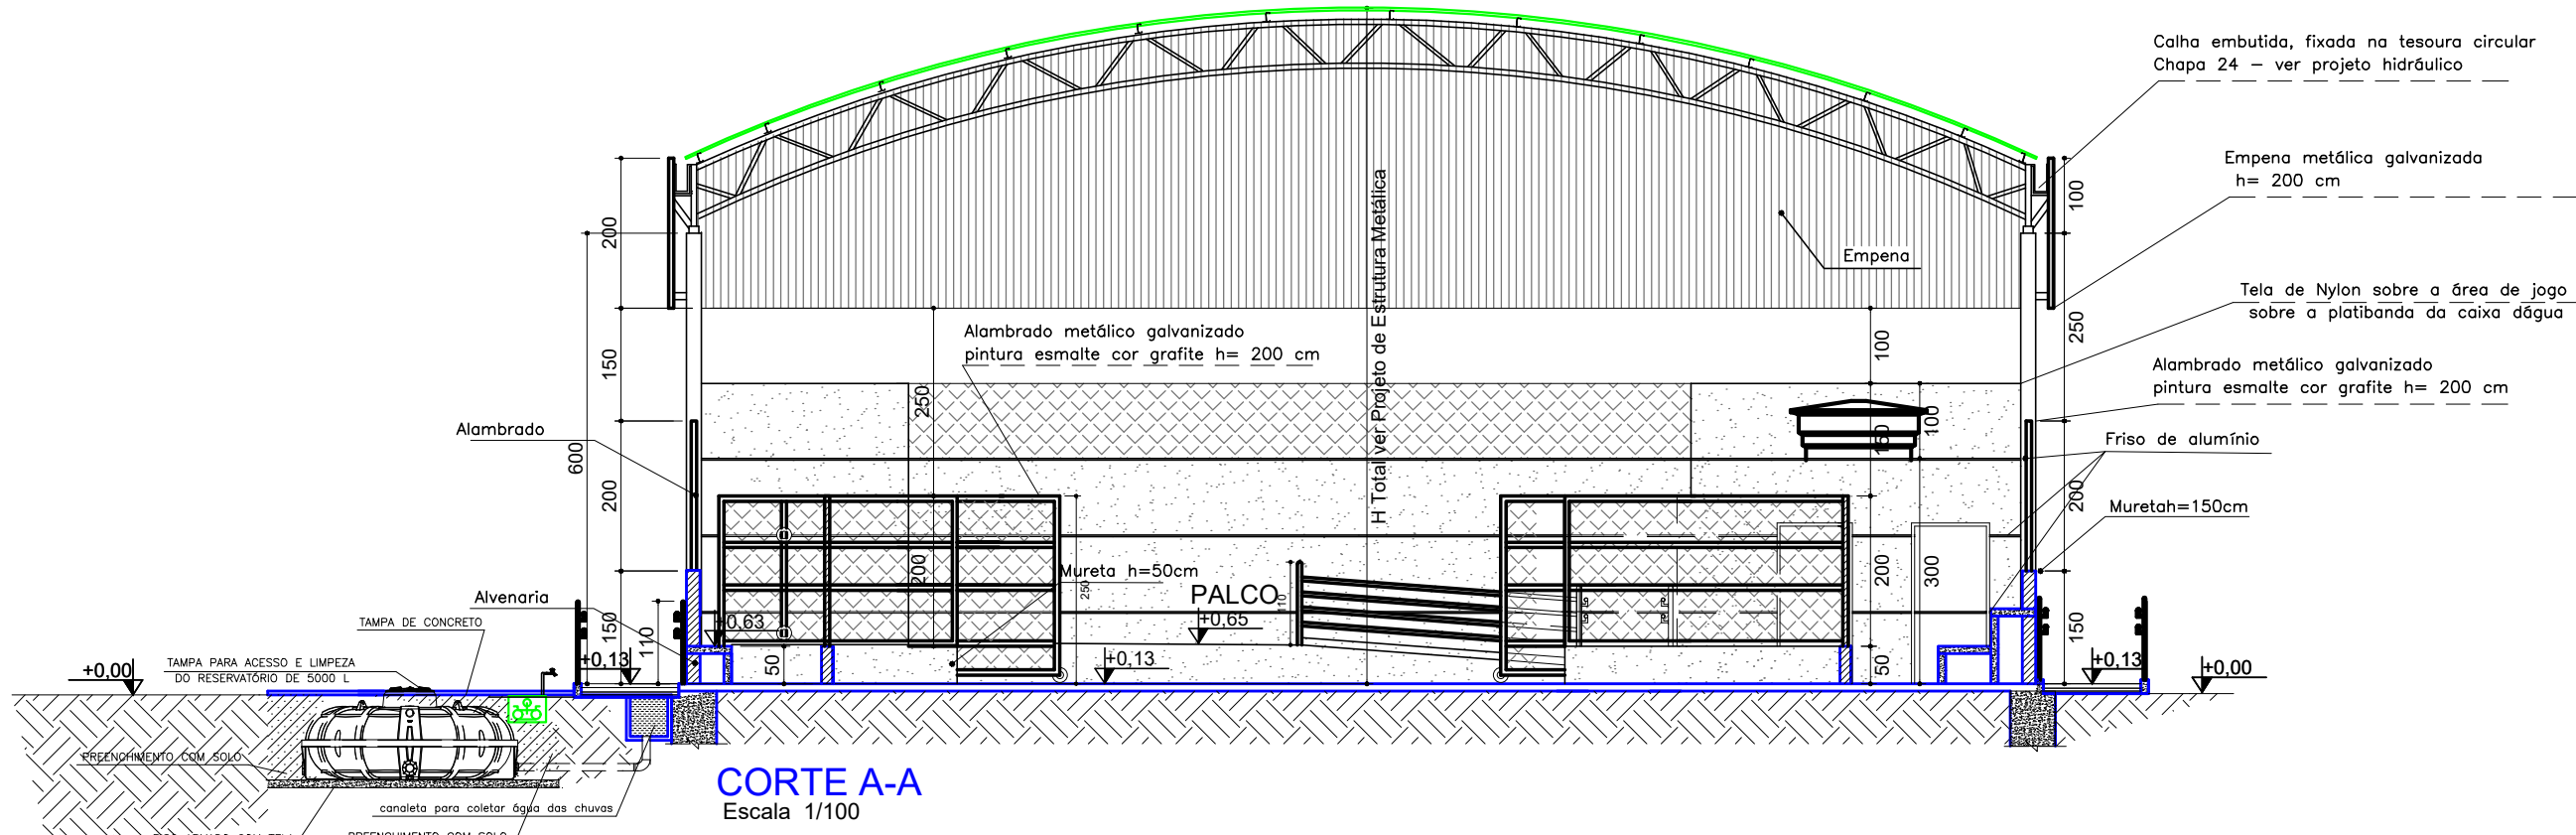 Calha embutida, fixada na tesoura circular
Chapa 24 – ver projeto hidráulico
Empena metálica galvanizada
h= 200 cm
100
200
H Total ver Projeto de Estrutura Metálica
Empena
Tela de Nylon sobre a área de jogo
sobre a platibanda da caixa dágua
250
Alambrado metálico galvanizado
pintura esmalte cor grafite h= 200 cm
100
150
Alambrado metálico galvanizado
pintura esmalte cor grafite h= 200 cm
250
Alambrado
600
150
100
Friso de alumínio
200
200
Muretah=150cm
200
Mureta h=50cm
250
PALCO
110
200
300
Alvenaria
TAMPA DE CONCRETO
150
110
+0,63
+0,65
150
TAMPA PARA ACESSO E LIMPEZA
DO RESERVATÓRIO DE 5000 L
+0,00
+0,13
50
+0,13
50
+0,13
+0,00
PREENCHIMENTO COM SOLO
CORTE A-A
Escala 1/100
canaleta para coletar água das chuvas
PREENCHIMENTO COM SOLO